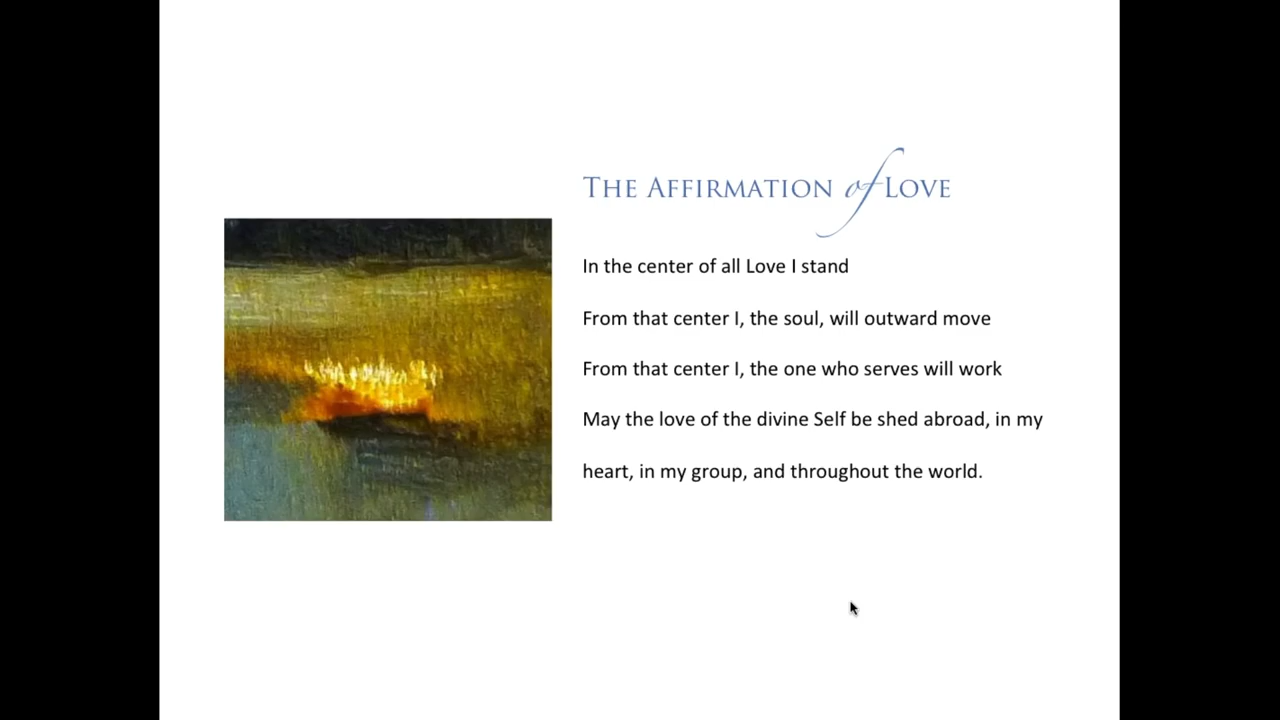 THE AFFIRMATION of LOVE
In the center of all Love I stand
From that center I, the soul, will outward move
From that center I, the one who serves will work
May the love of the divine Self be shed abroad, in my
heart, in my group, and throughout the world.